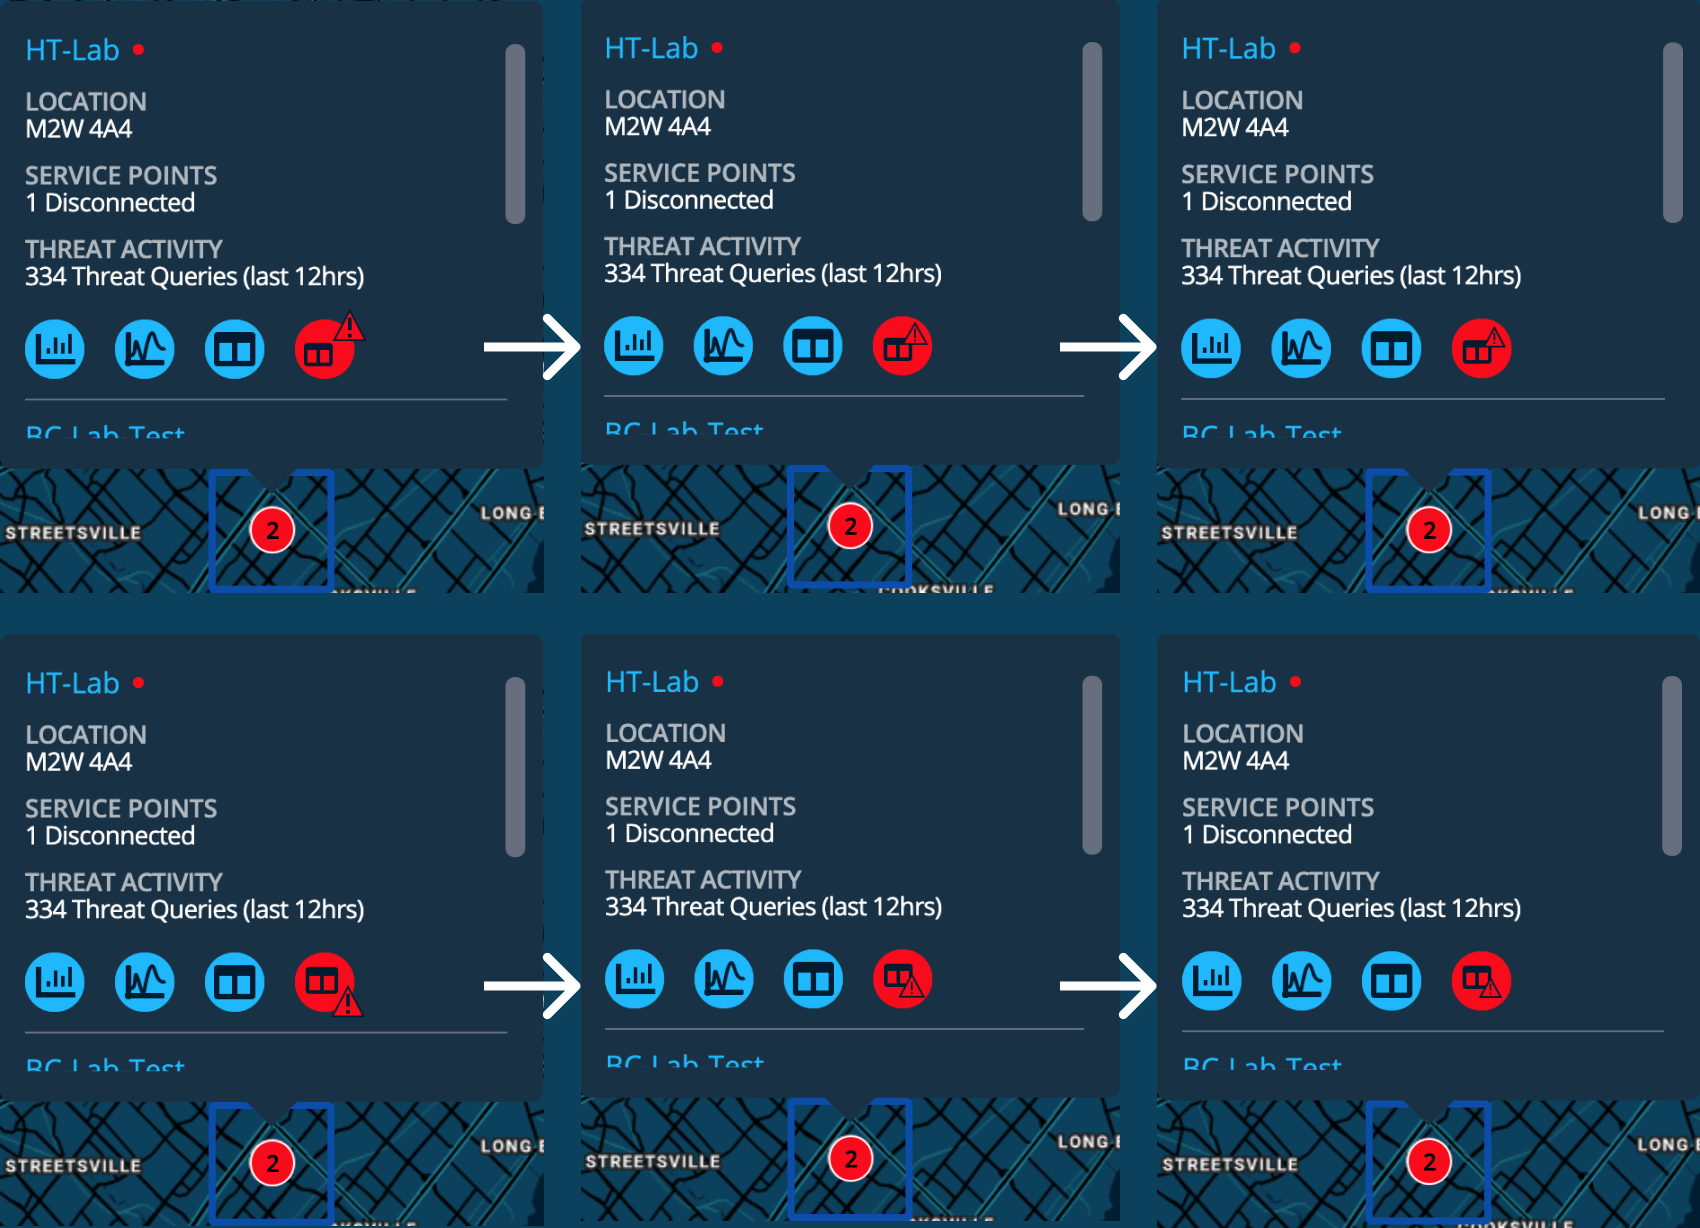 HT-Lab
LOCATION
M2W 4A4
SERVICE POINTS
1 Disconnected
THREAT ACTIVITY
334 Threat Queries (last 12hrs)
BC-Lab-Test
STREETSVILLE
2
LONG
HT-Lab
LOCATION
M2W 4A4
SERVICE POINTS
1 Disconnected
THREAT ACTIVITY
334 Threat Queries (last 12hrs)
BC-Lab-Test
STREETSVILLE
2
LONG
COOKSVILLE
HT-Lab
LOCATION
M2W 4A4
SERVICE POINTS
1 Disconnected
THREAT ACTIVITY
334 Threat Queries (last 12hrs)
BC-Lab-Test
STREETSVILLE
2
LONG
HT-Lab
LOCATION
M2W 4A4
SERVICE POINTS
1 Disconnected
THREAT ACTIVITY
334 Threat Queries (last 12hrs)
BC-Lab-Test
STREETSVILLE
2
LONG
HT-Lab
LOCATION
M2W 4A4
SERVICE POINTS
1 Disconnected
THREAT ACTIVITY
334 Threat Queries (last 12hrs)
BC-Lab-Test
STREETSVILLE
2
LONG
HT-Lab
LOCATION
M2W 4A4
SERVICE POINTS
1 Disconnected
THREAT ACTIVITY
334 Threat Queries (last 12hrs)
BC-Lab-Test
STREETSVILLE
2
LONG
COOKSVILLE